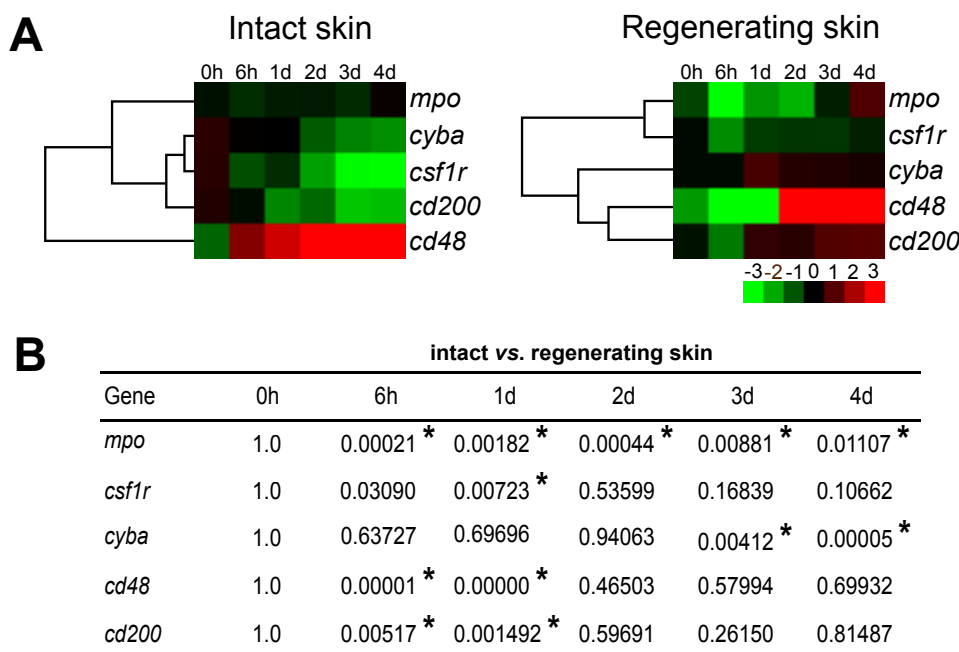 A
Intact skin
0h 6h 1d 2d 3d 4d
mpo
cyba
csf1r
cd200
cd48
Regenerating skin
0h 6h 1d 2d 3d 4d
mpo
csf1r
cyba
cd48
cd200
-3 -2 -1 0 1 2 3
B
intact vs. regenerating skin
Gene 0h 6h 1d 2d 3d 4d
mpo 1.0 0.00021 * 0.00182 * 0.00044 * 0.00881 * 0.01107 *
csf1r 1.0 0.03090 0.00723 * 0.53599 0.16839 0.10662
cyba 1.0 0.63727 0.69696 0.94063 0.00412 * 0.00005 *
cd48 1.0 0.00001 * 0.00000 * 0.46503 0.57994 0.69932
cd200 1.0 0.00517 * 0.001492 * 0.59691 0.26150 0.81487